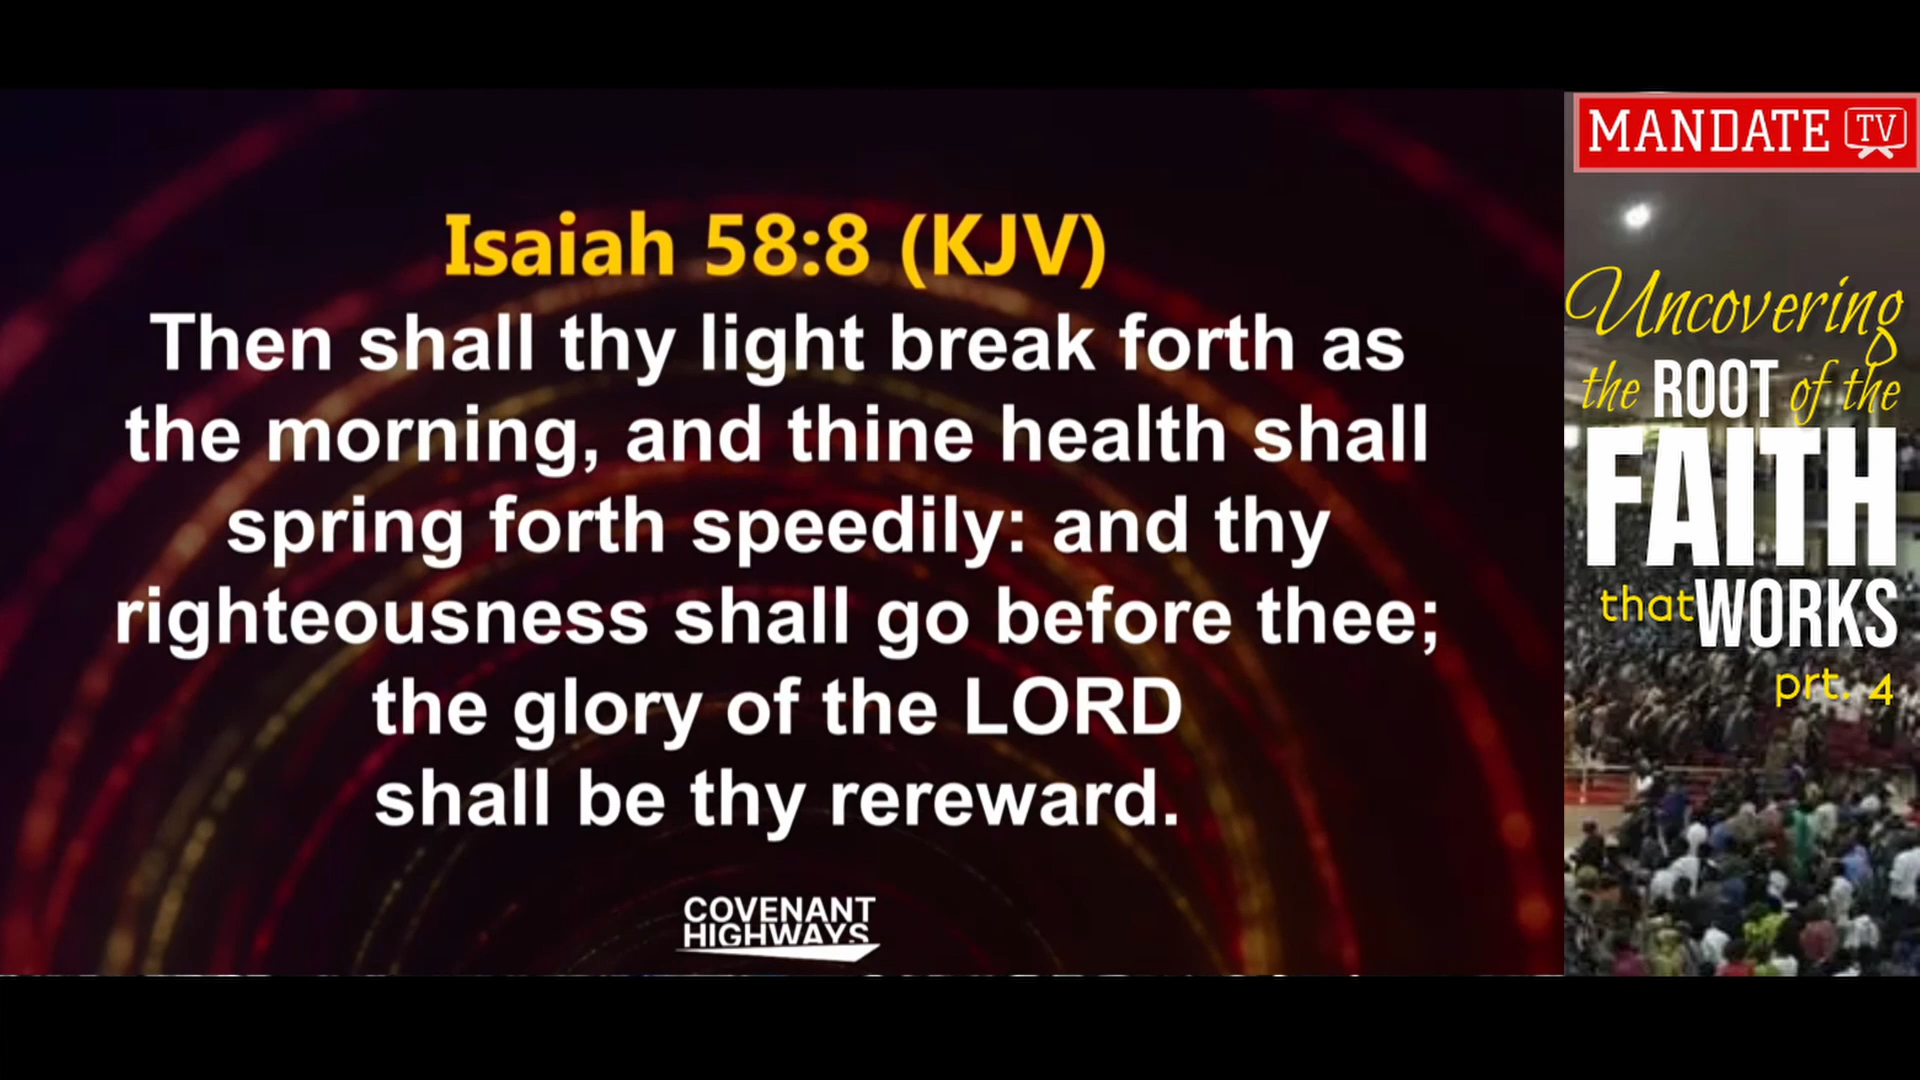 Isaiah 58:8 (KJV)
Then shall thy light break forth as
the morning, and thine health shall
spring forth speedily: and thy
righteousness shall go before thee;
the glory of the LORD
shall be thy rereward.
COVENANT
HIGHWAYS
MANDATE TV
Uncovering
the ROOT of the
FAITH
that WORKS
prt. 4